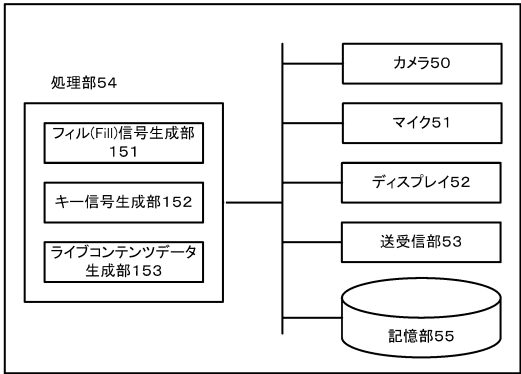 処理部54
フィル(Fill)信号生成部
151
キー信号生成部152
ライブコンテンツデータ
生成部153
カメラ50
マイク51
ディスプレイ52
送受信部53
記憶部55